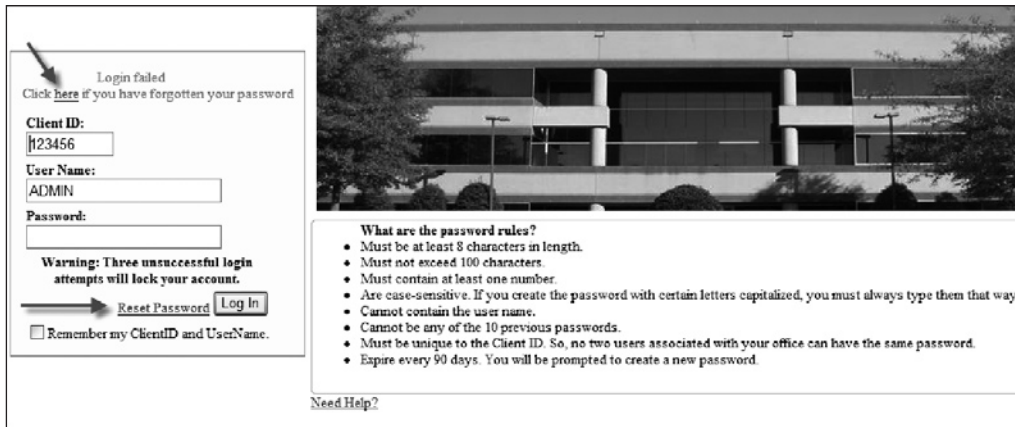 Login failed
Click here if you have forgotten your password
Client ID:
123456
User Name:
ADMIN
Password:
Warning: Three unsuccessful login
attempts will lock your account.
Reset Password Log In
Remember my ClientID and UserName.
What are the password rules?
Must be at least 8 characters in length.
Must not exceed 100 characters.
Must contain at least one number.
Are case-sensitive. If you create the password with certain letters capitalized, you must always type them that way
Cannot contain the user name.
Cannot be any of the 10 previous passwords.
Must be unique to the Client ID. So, no two users associated with your office can have the same password.
Expire every 90 days. You will be prompted to create a new password.
Need Help?